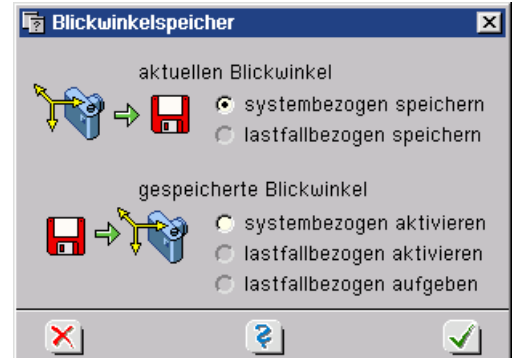 Blickwinkelspeicher
aktuellen Blickwinkel
systembezogen speichern
lastfallbezogen speichern
gespeicherte Blickwinkel
systembezogen aktivieren
lastfallbezogen aktivieren
lastfallbezogen aufgeben